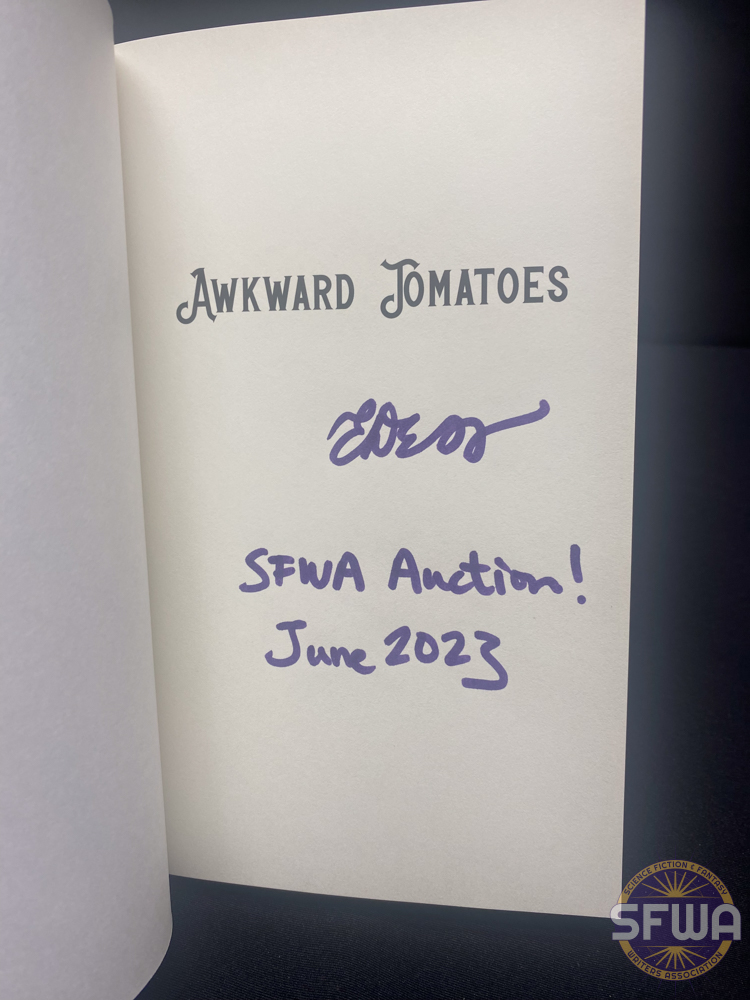 AWKWARD TOMATOES
SFWA Auction!
June 2023
SCIENCE FICTION & FANTASY
SFWA
WRITERS ASSOCIATION